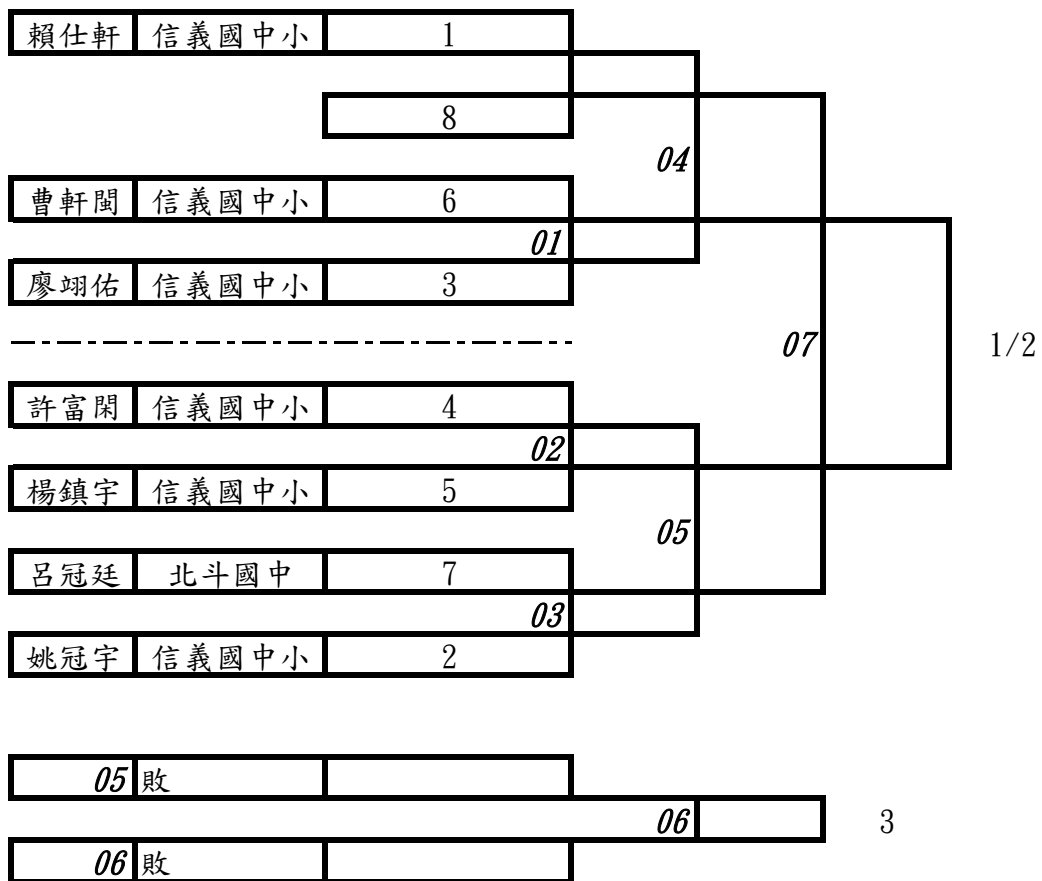 賴仕軒 信義國中小 1
8
04
曹軒閩 信義國中小 6
01
廖翊佑 信義國中小 3
07 1/2
許富閑 信義國中小 4
02
楊鎮宇 信義國中小 5
05
呂冠廷 北斗國中 7
03
姚冠宇 信義國中小 2
05 敗
06 3
06 敗